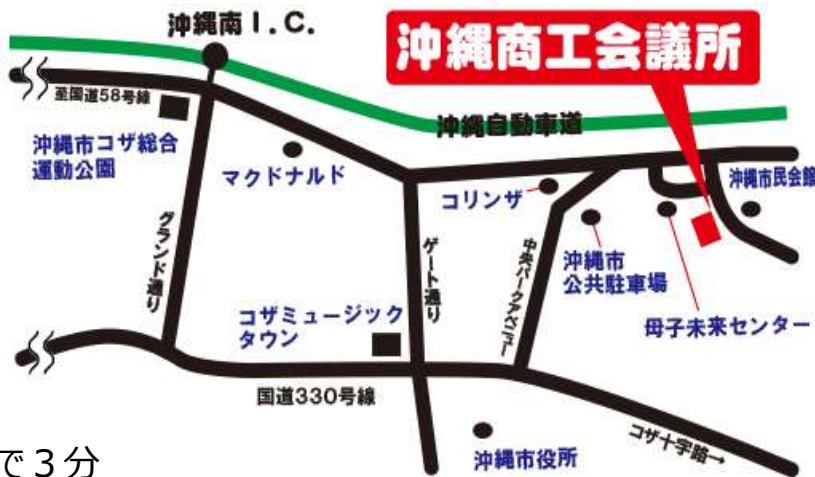 沖縄南I.C.
沖縄商工会議所
至国道58号線
沖縄自動車道
沖縄市コザ総合
運動公園
マクドナルド
コリンザ
沖縄市民会館
グランド通り
ゲート通り
中央パークアベニュー
沖縄市
公共駐車場
母子未来センター
コザミュージック
タウン
国道330号線
コザ十字路→
沖縄市役所
で3分